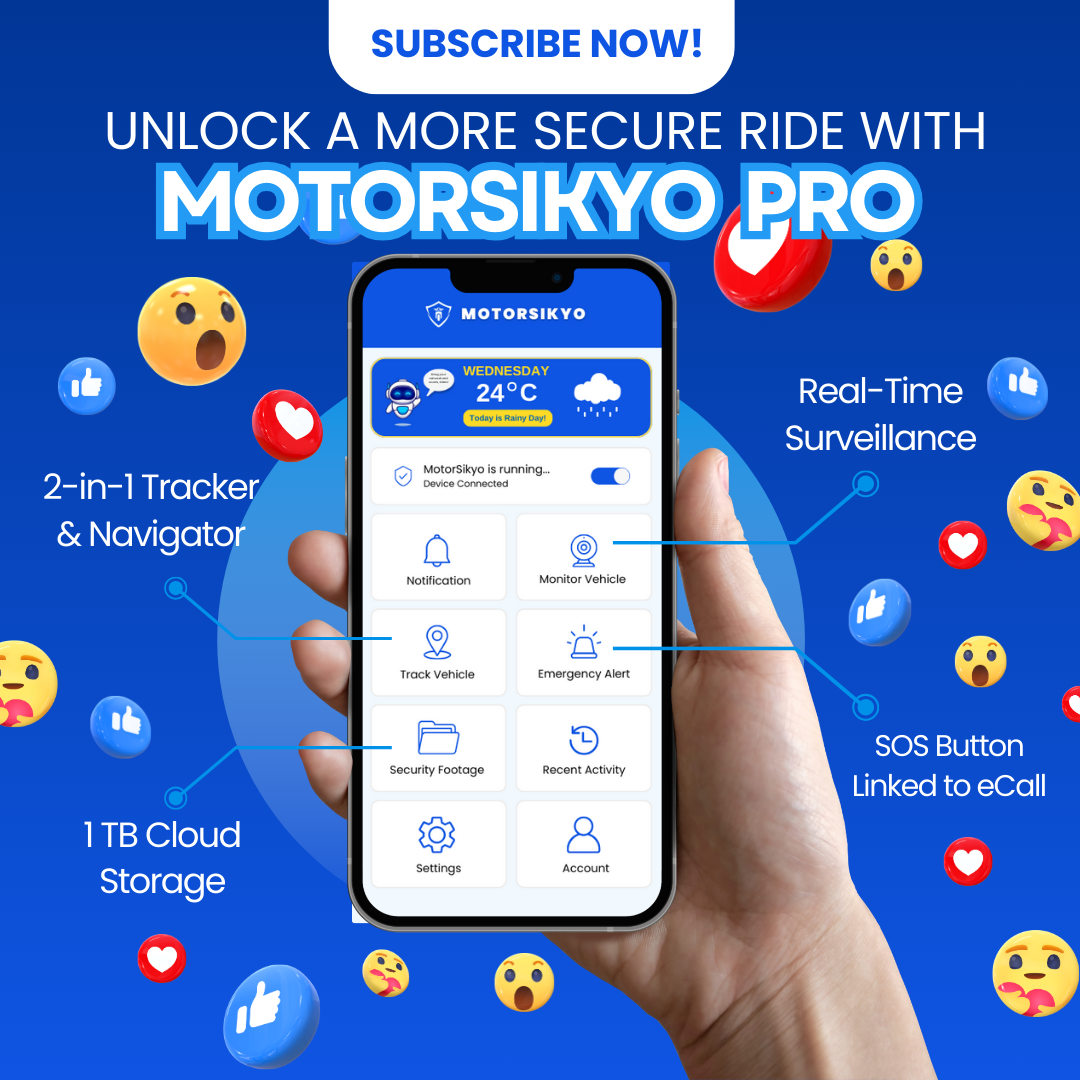 SUBSCRIBE NOW!
UNLOCK A MORE SECURE RIDE WITH
MOTORSIKYO PRO
MOTORSIKYO
WEDNESDAY
24°C
Today is Rainy Day!
MotorSikyo is running...
Device Connected
Notification
Monitor Vehicle
Track Vehicle
Emergency Alert
Security Footage
Recent Activity
Settings
Account
2-in-1 Tracker
& Navigator
1 TB Cloud
Storage
Real-Time
Surveillance
SOS Button
Linked to eCall